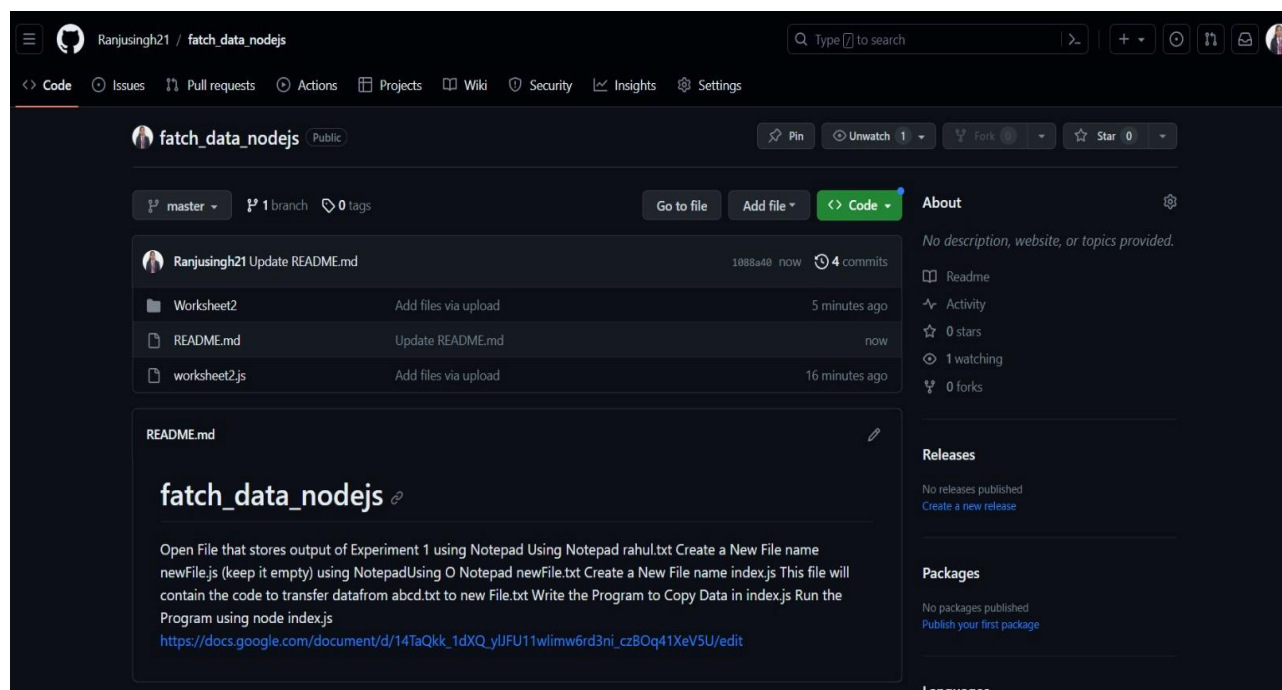 Ranjusingh21 / fatch_data_nodejs
Type / to search
Code Issues Pull requests Actions Projects Wiki Security Insights Settings
fatch_data_nodejs Public
Pin Unwatch 1 Fork 0 Star 0
master 1 branch 0 tags
Go to file Add file Code
Ranjusingh21 Update README.md 1088a40 now 4 commits
Worksheet2 Add files via upload 5 minutes ago
README.md Update README.md now
worksheet2.js Add files via upload 16 minutes ago
README.md
fatch_data_nodejs
Open File that stores output of Experiment 1 using Notepad Using Notepad rahul.txt Create a New File name
newFile.js (keep it empty) using NotepadUsing O Notepad newFile.txt Create a New File name index.js This file will
contain the code to transfer datafrom abcd.txt to new File.txt Write the Program to Copy Data in index.js Run the
Program using node index.js
https://docs.google.com/document/d/14TaQkk_1dXQ_ylJFU11wlimw6rd3ni_czBOq41XeV5U/edit
About
No description, website, or topics provided.
Readme
Activity
0 stars
1 watching
0 forks
Releases
No releases published
Create a new release
Packages
No packages published
Publish your first package